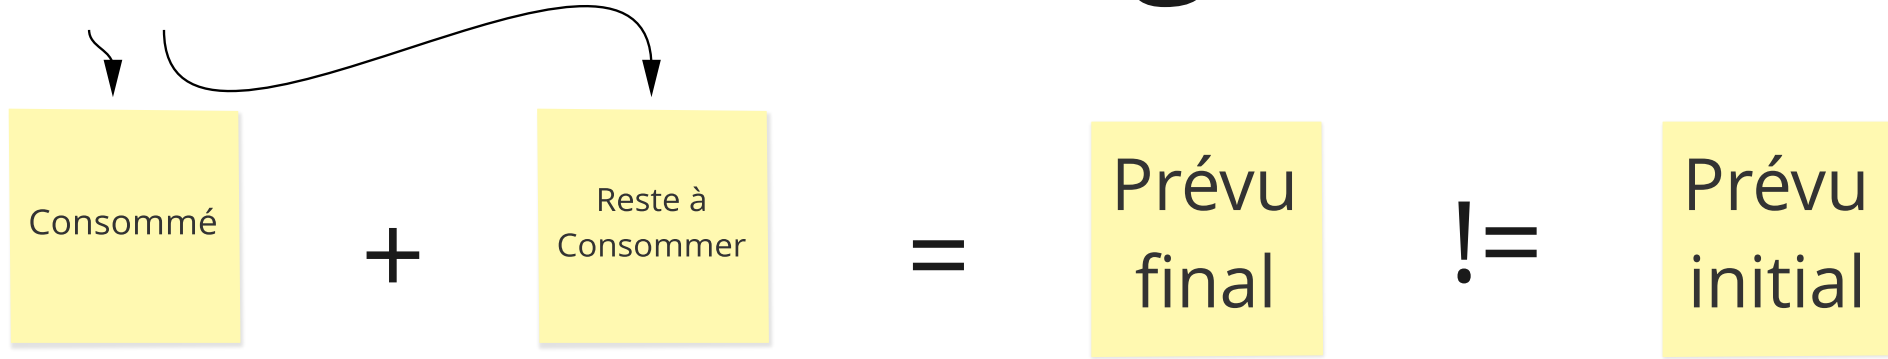 Consommé
+
Reste à
Consommer
=
Prévu
final
!=
Prévu
initial